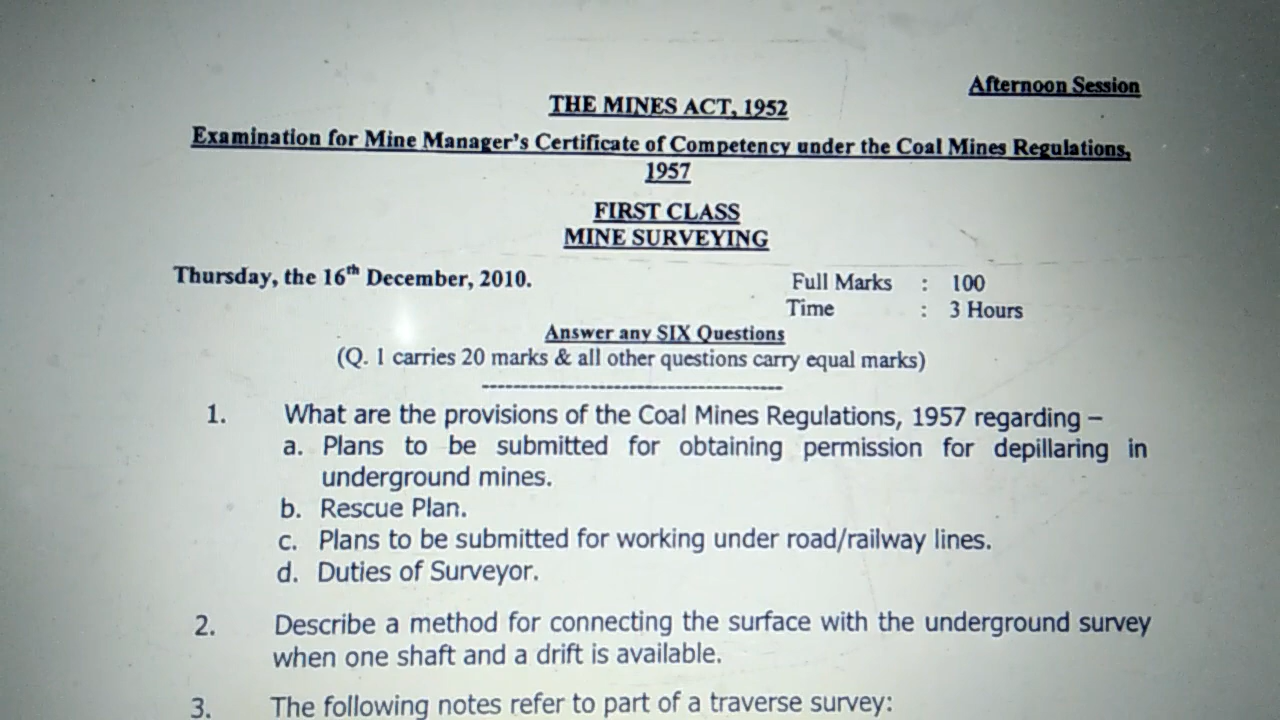 Afternoon Session
THE MINES ACT, 1952
Examination for Mine Manager's Certificate of Competency under the Coal Mines Regulations,
1957
FIRST CLASS
MINE SURVEYING
Thursday, the 16th December, 2010.
Full Marks : 100
Time : 3 Hours
Answer any SIX Questions
(Q. 1 carries 20 marks & all other questions carry equal marks)
1. What are the provisions of the Coal Mines Regulations, 1957 regarding –
a. Plans to be submitted for obtaining permission for depillaring in
underground mines.
b. Rescue Plan.
c. Plans to be submitted for working under road/railway lines.
d. Duties of Surveyor.
2. Describe a method for connecting the surface with the underground survey
when one shaft and a drift is available.
3. The following notes refer to part of a traverse survey: